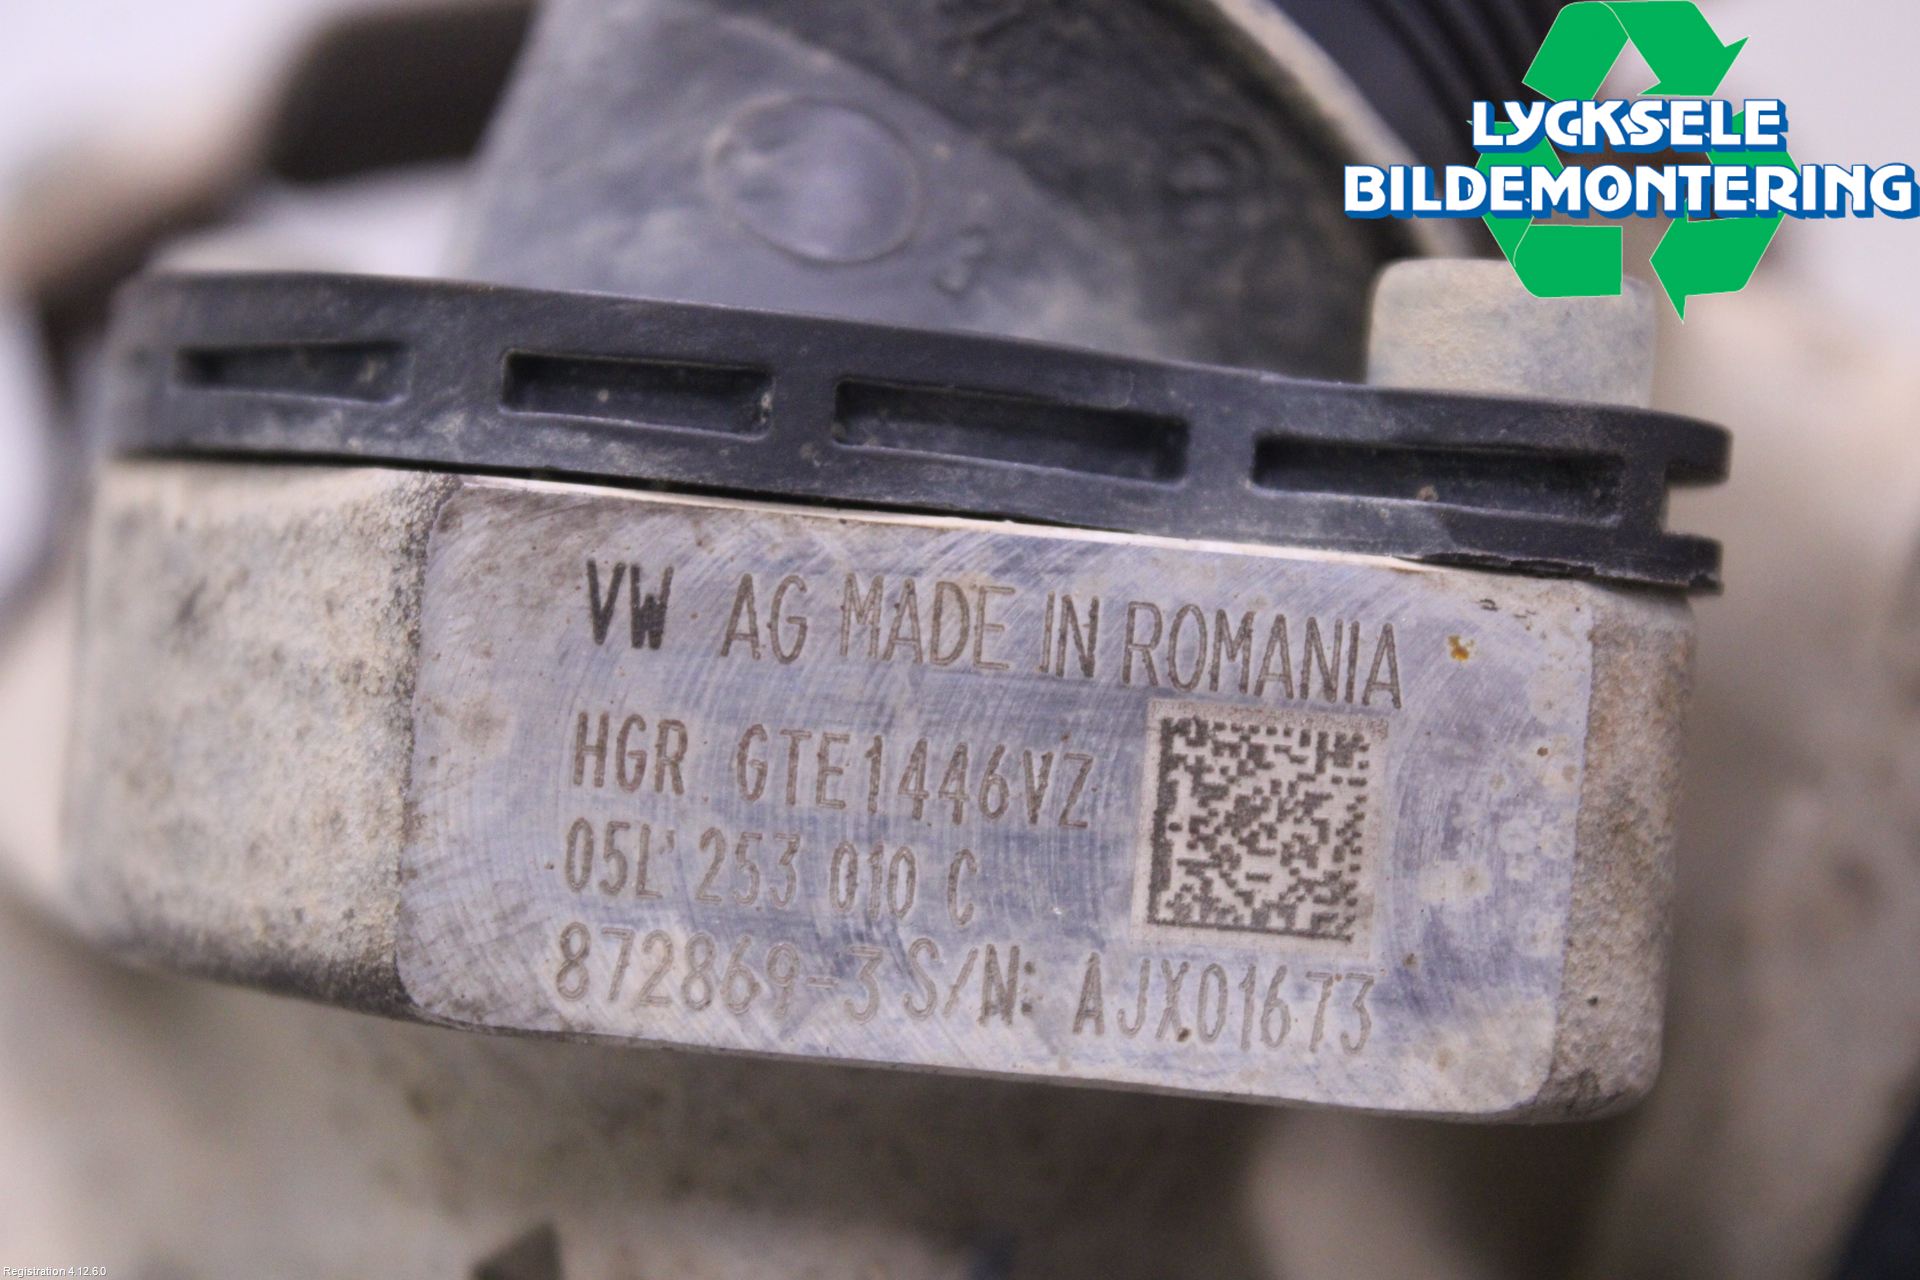 LYCKSELE
BILDEMONTERING
VW AG MADE IN ROMANIA
HGR GTE1446VZ
05L 253 010 C
872869-3 S/N: AJX01673
Registration 4.12.6.0